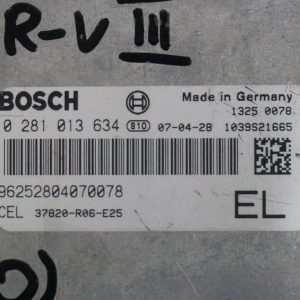 R-V III
BOSCH
Made in Germany
1325 0078
0 281 013 634 810 07-04-28 1039S21665
96252804070078
CEL 37820-R06-E25
EL